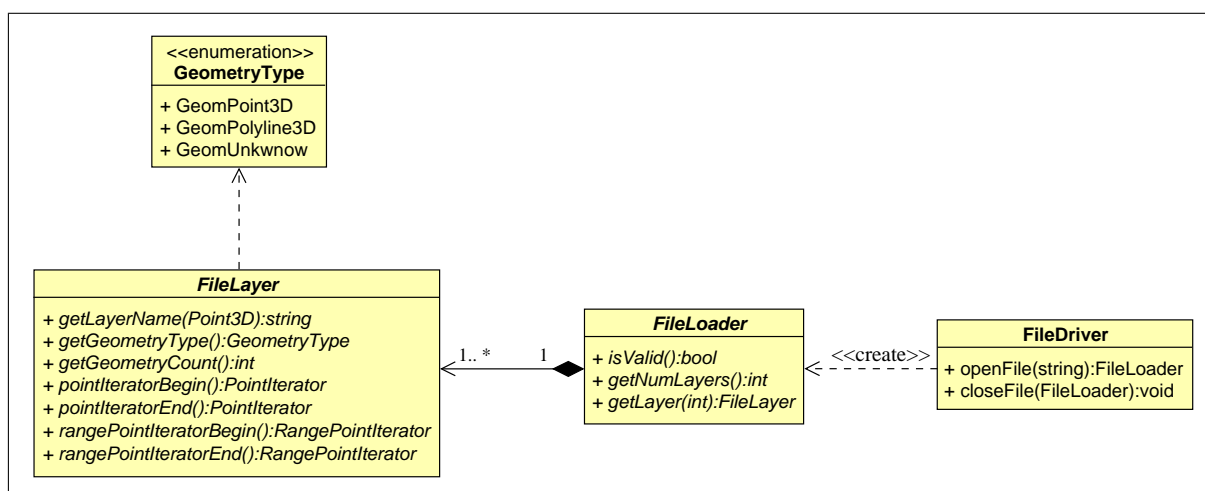 <<enumeration>>
GeometryType
+ GeomPoint3D
+ GeomPolyline3D
+ GeomUnkwnow
FileLayer
+ getLayerName(Point3D):string
+ getGeometryType():GeometryType
+ getGeometryCount():int
+ pointIteratorBegin():PointIterator
+ pointIteratorEnd():PointIterator
+ rangePointIteratorBegin():RangePointIterator
+ rangePointIteratorEnd():RangePointIterator
1.. *
1
FileLoader
+ isValid():bool
+ getNumLayers():int
+ getLayer(int):FileLayer
<<create>>
FileDriver
+ openFile(string):FileLoader
+ closeFile(FileLoader):void